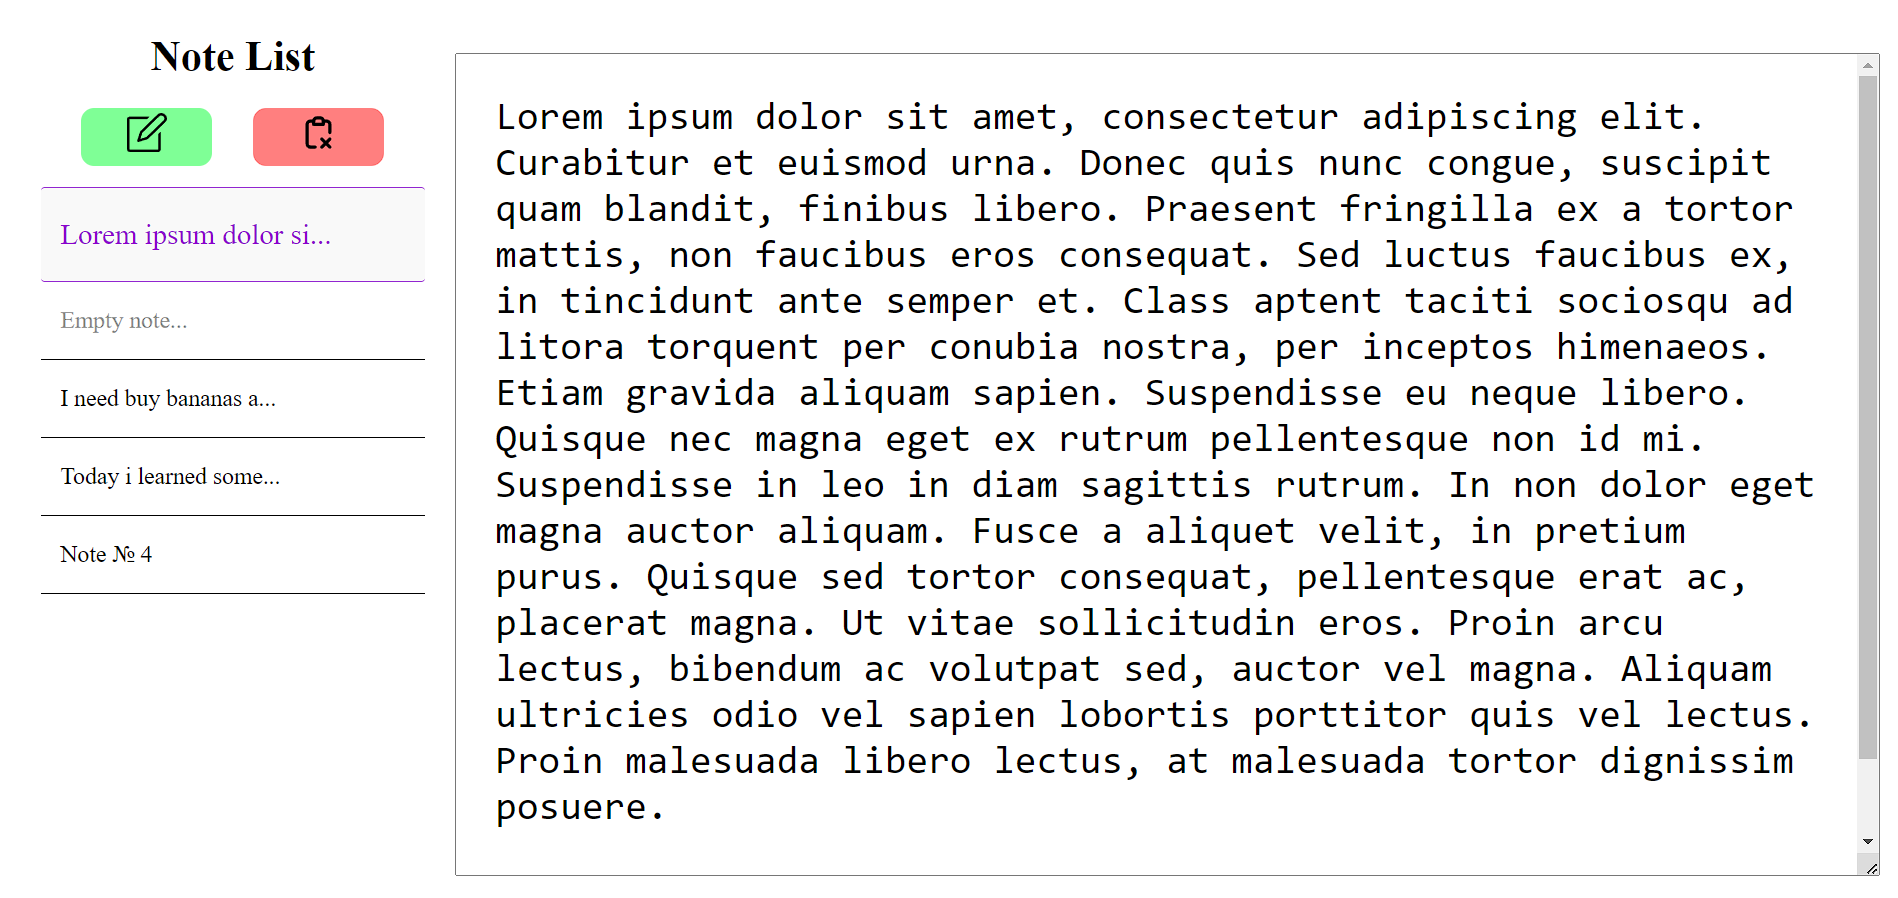 Note List
Lorem ipsum dolor si...
Empty note...
I need buy bananas a...
Today i learned some...
Note № 4
Lorem ipsum dolor sit amet, consectetur adipiscing elit.
Curabitur et euismod urna. Donec quis nunc congue, suscipit
quam blandit, finibus libero. Praesent fringilla ex a tortor
mattis, non faucibus eros consequat. Sed luctus faucibus ex,
in tincidunt ante semper et. Class aptent taciti sociosqu ad
litora torquent per conubia nostra, per inceptos himenaeos.
Etiam gravida aliquam sapien. Suspendisse eu neque libero.
Quisque nec magna eget ex rutrum pellentesque non id mi.
Suspendisse in leo in diam sagittis rutrum. In non dolor eget
magna auctor aliquam. Fusce a aliquet velit, in pretium
purus. Quisque sed tortor consequat, pellentesque erat ac,
placerat magna. Ut vitae sollicitudin eros. Proin arcu
lectus, bibendum ac volutpat sed, auctor vel magna. Aliquam
ultricies odio vel sapien lobortis porttitor quis vel lectus.
Proin malesuada libero lectus, at malesuada tortor dignissim
posuere.